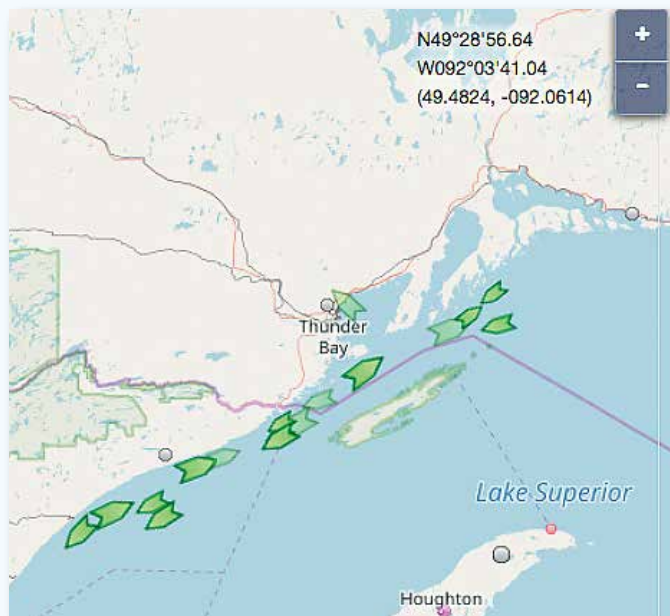 N49°28'56.64
W092°03'41.04
(49.4824, -092.0614)
+
-
Thunder
Bay
Lake Superior
Houghton